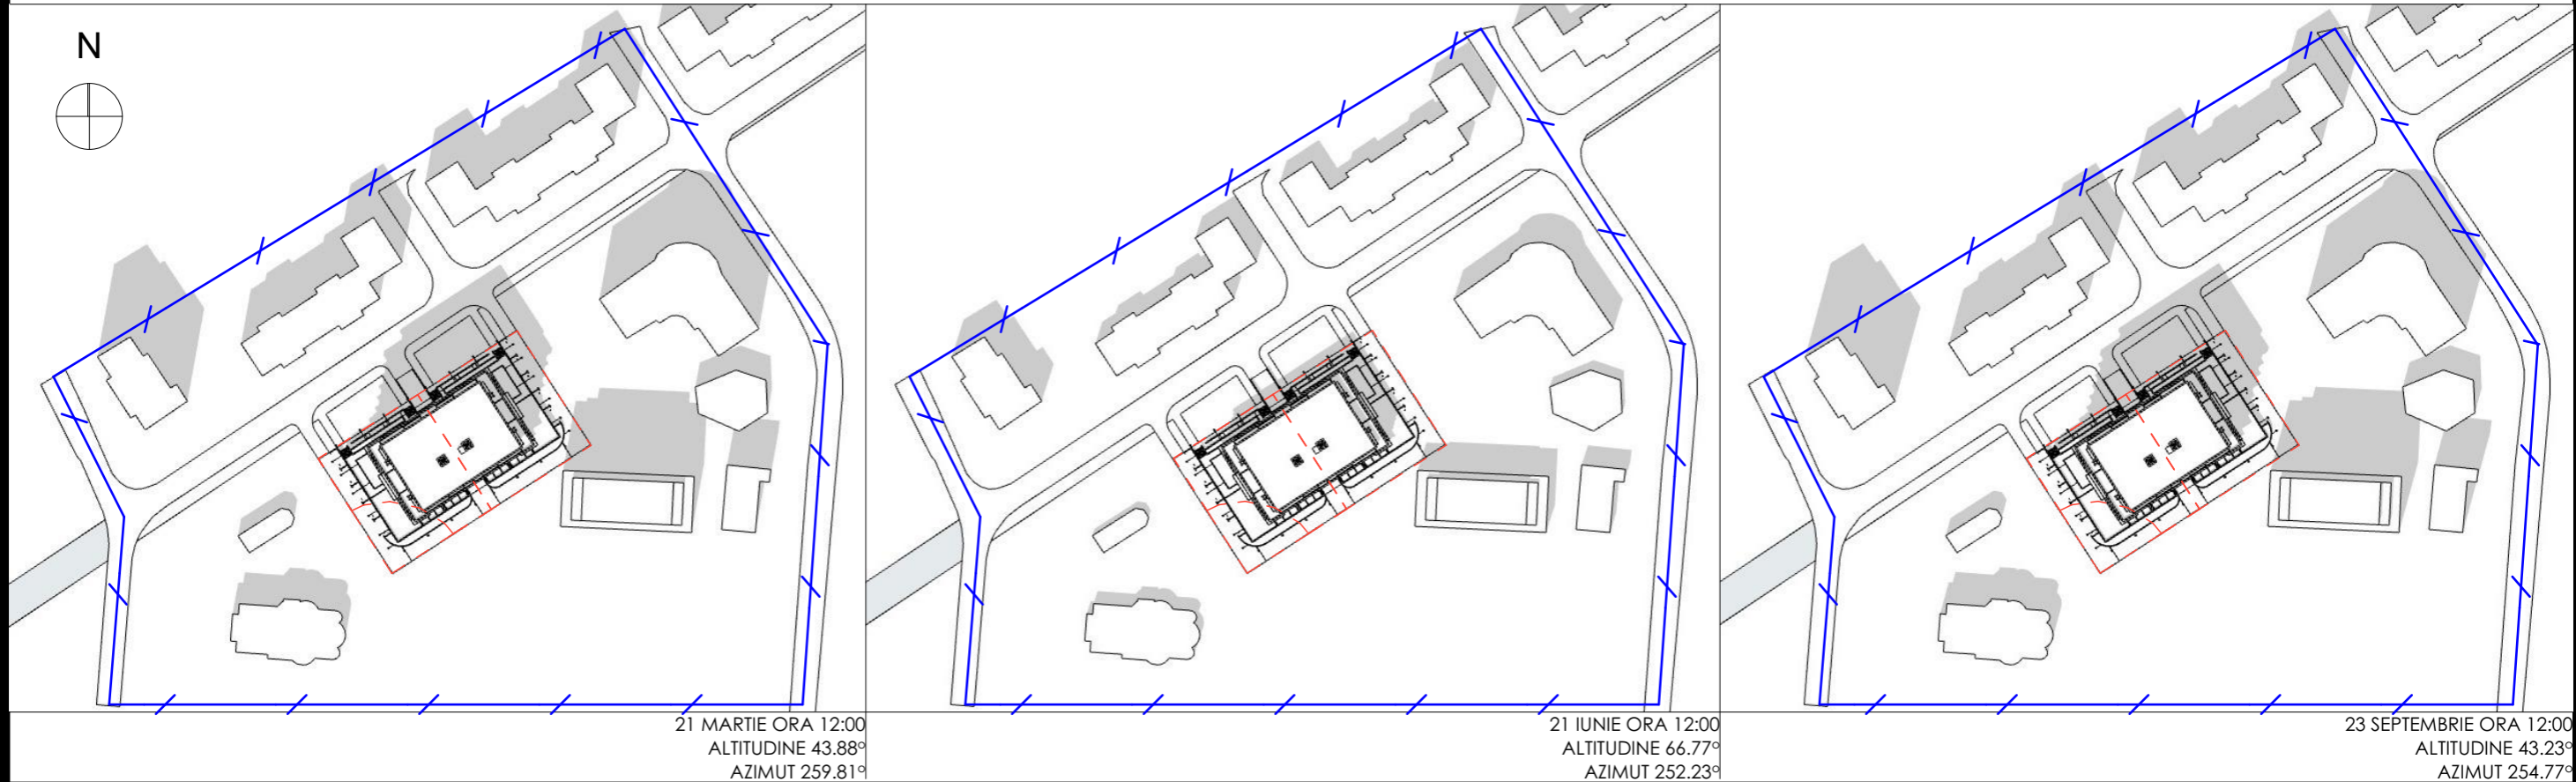 N
21 MARTIE ORA 12:00
ALTITUDINE 43.88°
AZIMUT 259.81°
21 IUNIE ORA 12:00
ALTITUDINE 66.77°
AZIMUT 252.23°
23 SEPTEMBRIE ORA 12:00
ALTITUDINE 43.23°
AZIMUT 254.77°